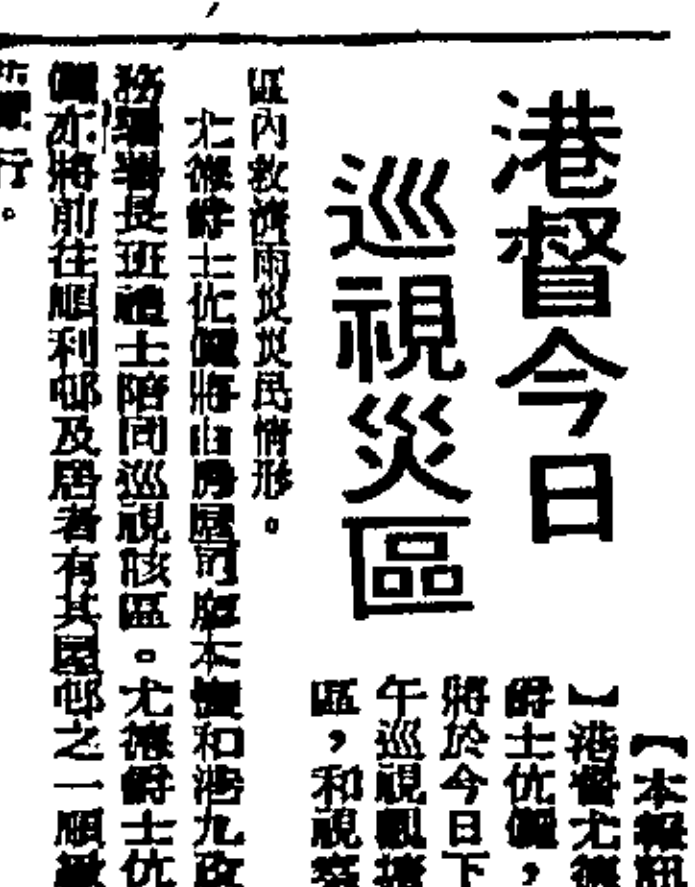 港督今日
巡視災區
【本報訊
】港督尤德
爵士伉儷，
將於今日下
午巡視觀塘
區，和視察
區內救濟雨災災民情形。
尤德爵士伉儷將由房屋司廖本懷和港九政
務署署長班禮士陪同巡視該區。尤德爵士伉
儷亦將前往順利邨及居者有其屋邨之一順緻
行。